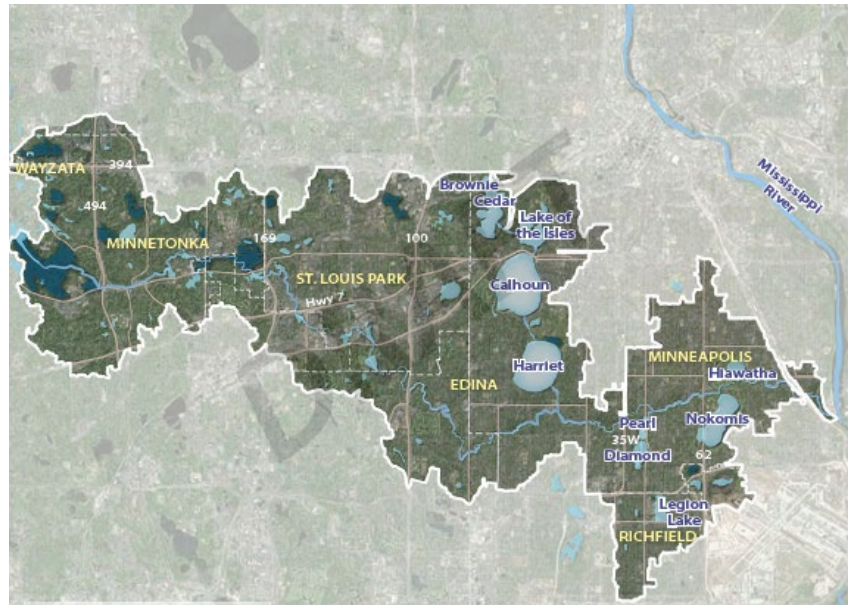 WAYZATA
394
494
MINNETONKA
169
100
ST. LOUIS PARK
Hwy 7
Brownie
Cedar
Lake of
the Isles
Calhoun
Harriet
EDINA
Mississippi
River
MINNEAPOLIS
Hiawatha
Nokomis
Pearl
35W
Diamond
62
Legion
Lake
RICHFIELD